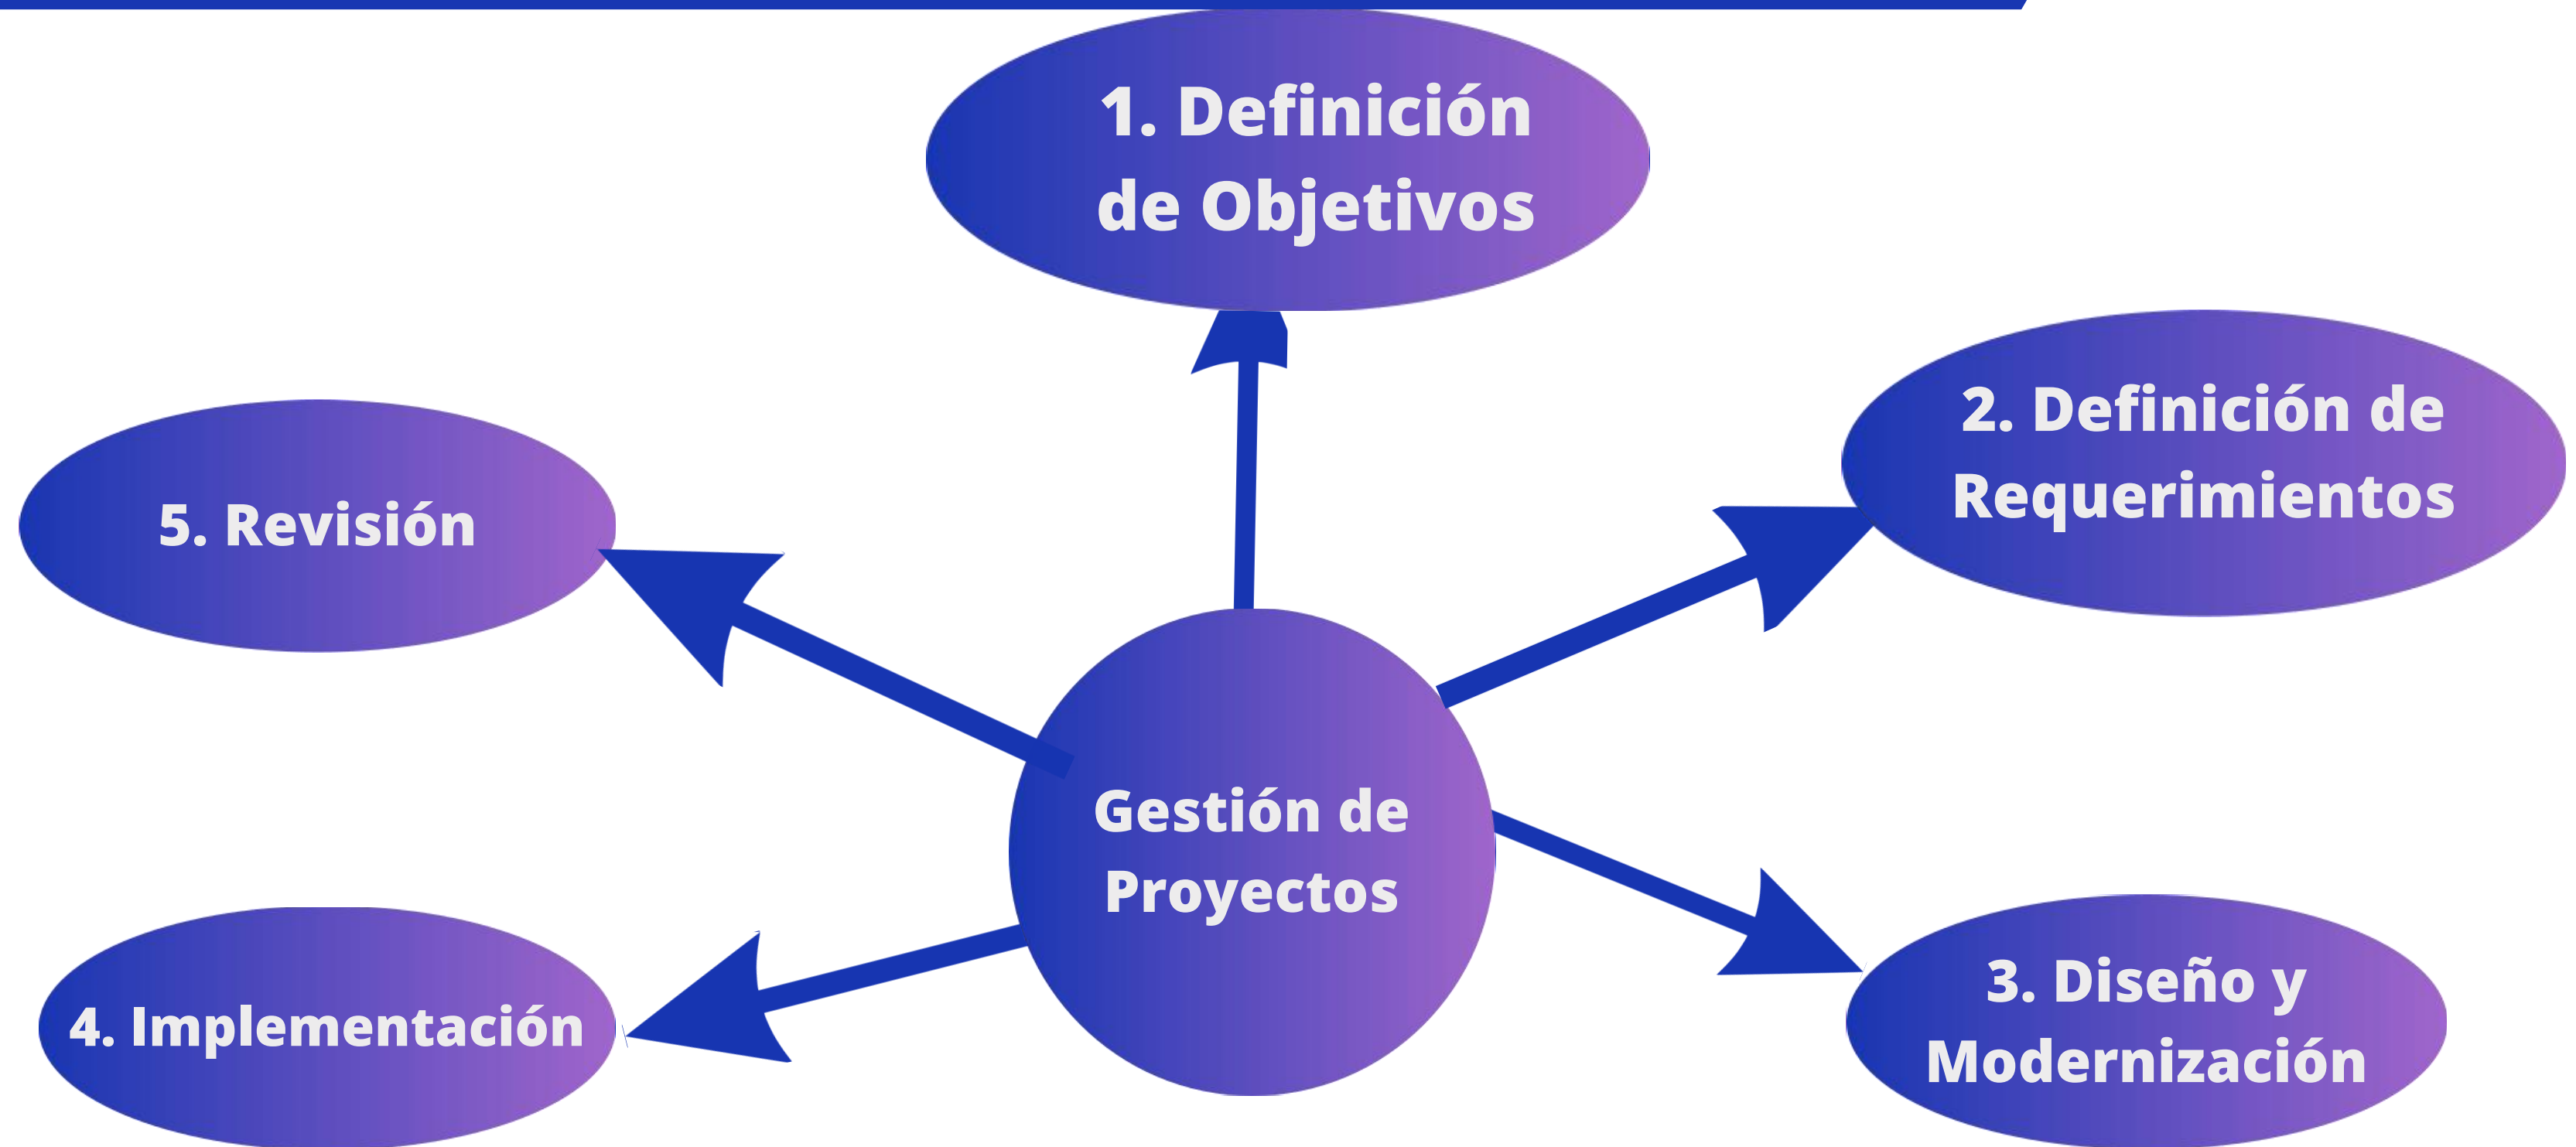 1. Definición
de Objetivos
2. Definición de
Requerimientos
5. Revisión
Gestión de
Proyectos
3. Diseño y
Modernización
4. Implementación